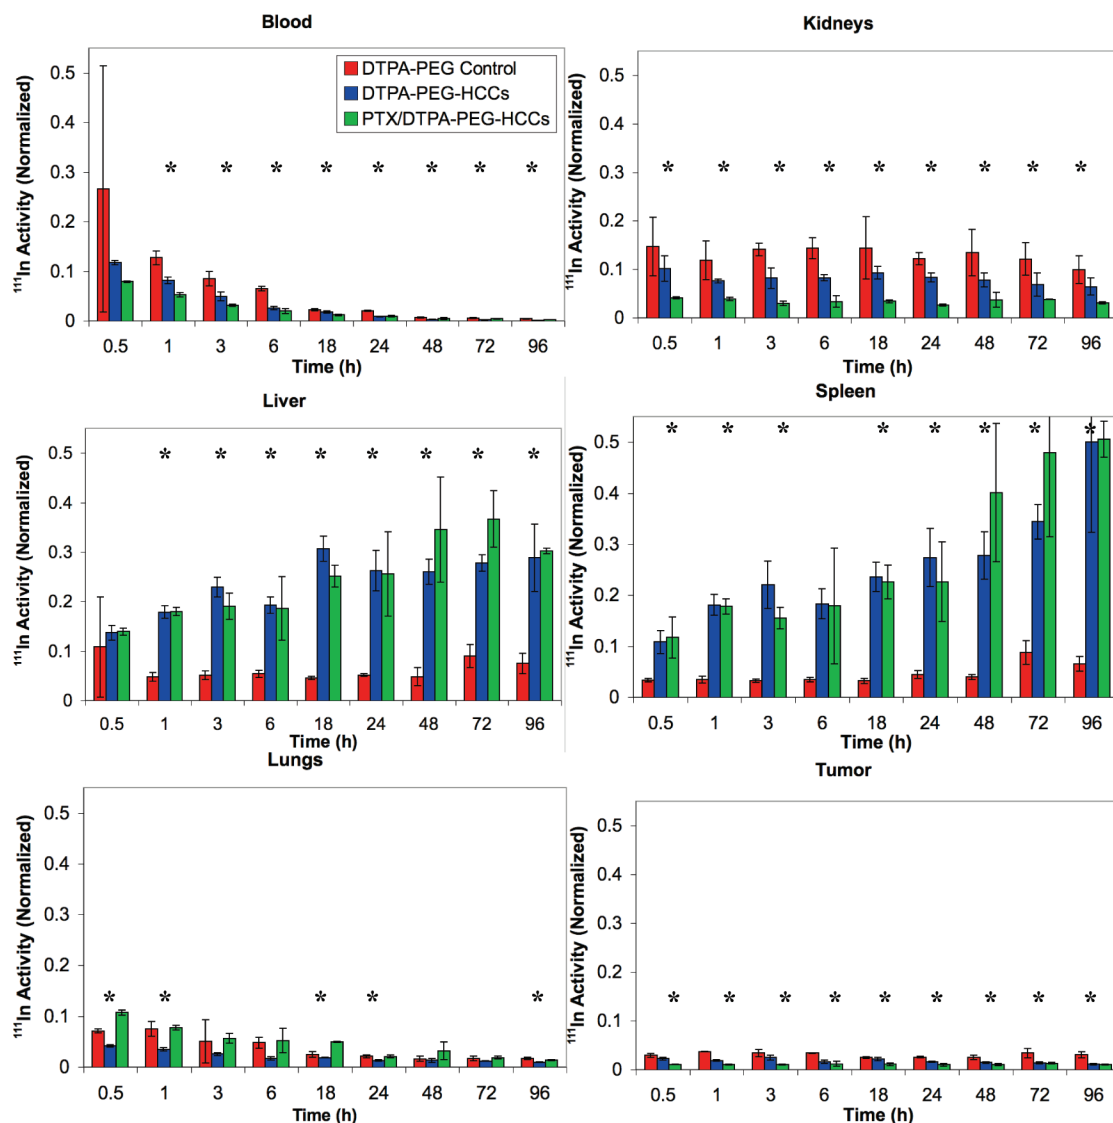 Blood
¹¹¹In Activity (Normalized)
0.5
0.4
0.3
0.2
0.1
0
DTPA-PEG Control
DTPA-PEG-HCCs
PTX/DTPA-PEG-HCCs
* * * * * * * *
0.5 1 3 6 18 24 48 72 96
Time (h)
Kidneys
¹¹¹In Activity (Normalized)
0.5
0.4
0.3
0.2
0.1
0
* * * * * * * * *
0.5 1 3 6 18 24 48 72 96
Time (h)
Liver
¹¹¹In Activity (Normalized)
0.5
0.4
0.3
0.2
0.1
0
* * * * * * * *
0.5 1 3 6 18 24 48 72 96
Time (h)
Spleen
¹¹¹In Activity (Normalized)
0.5
0.4
0.3
0.2
0.1
0
* * * * * * * *
0.5 1 3 6 18 24 48 72 96
Time (h)
Lungs
¹¹¹In Activity (Normalized)
0.5
0.4
0.3
0.2
0.1
0
* * * * *
0.5 1 3 6 18 24 48 72 96
Time (h)
Tumor
¹¹¹In Activity (Normalized)
0.5
0.4
0.3
0.2
0.1
0
* * * * * * * * *
0.5 1 3 6 18 24 48 72 96
Time (h)